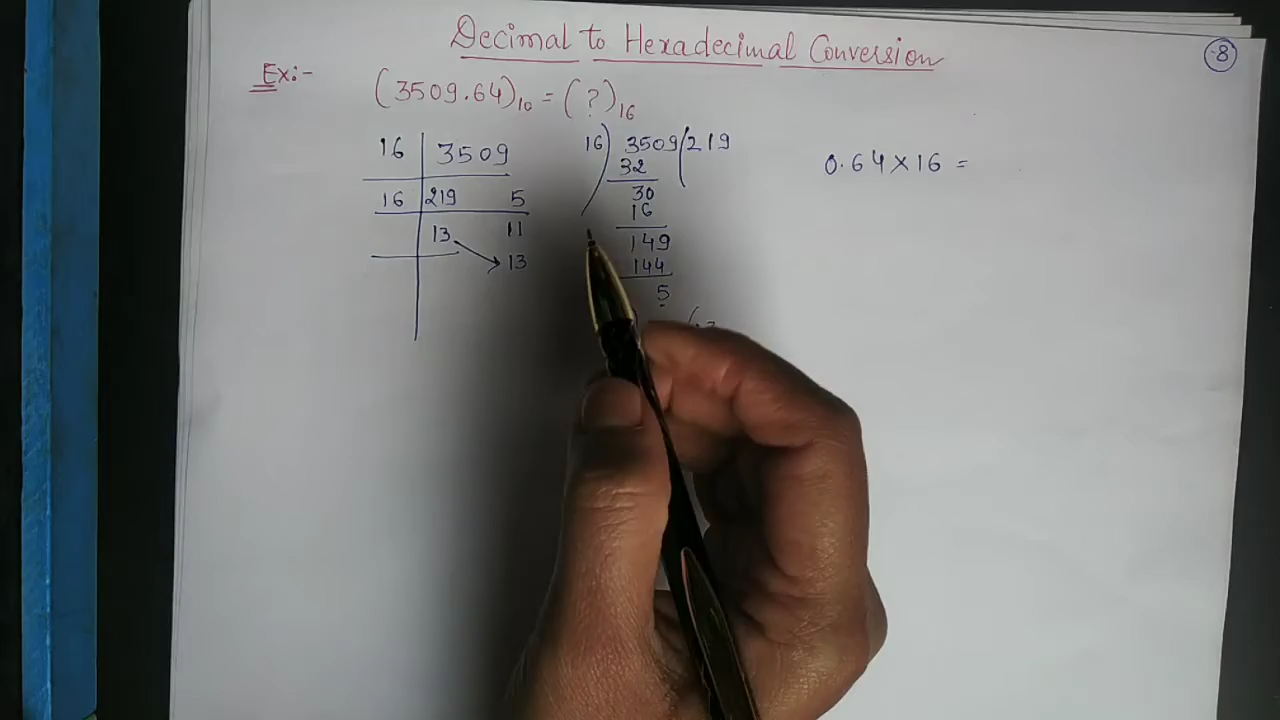 Decimal to Hexadecimal Conversion
8
Ex:-
(3509.64)10 = (?)16
16 3509
16 219 5
13 11
13
16) 3509 (219
32
30
16
149
144
5
0.64×16 =